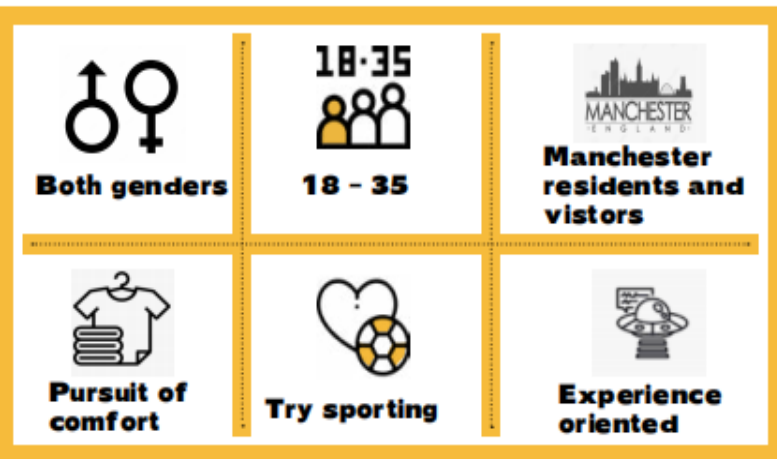 18·35
MANCHESTER
ENGLAND
Both genders
18 – 35
Manchester
residents and
vistors
Pursuit of
comfort
Try sporting
Experience
oriented